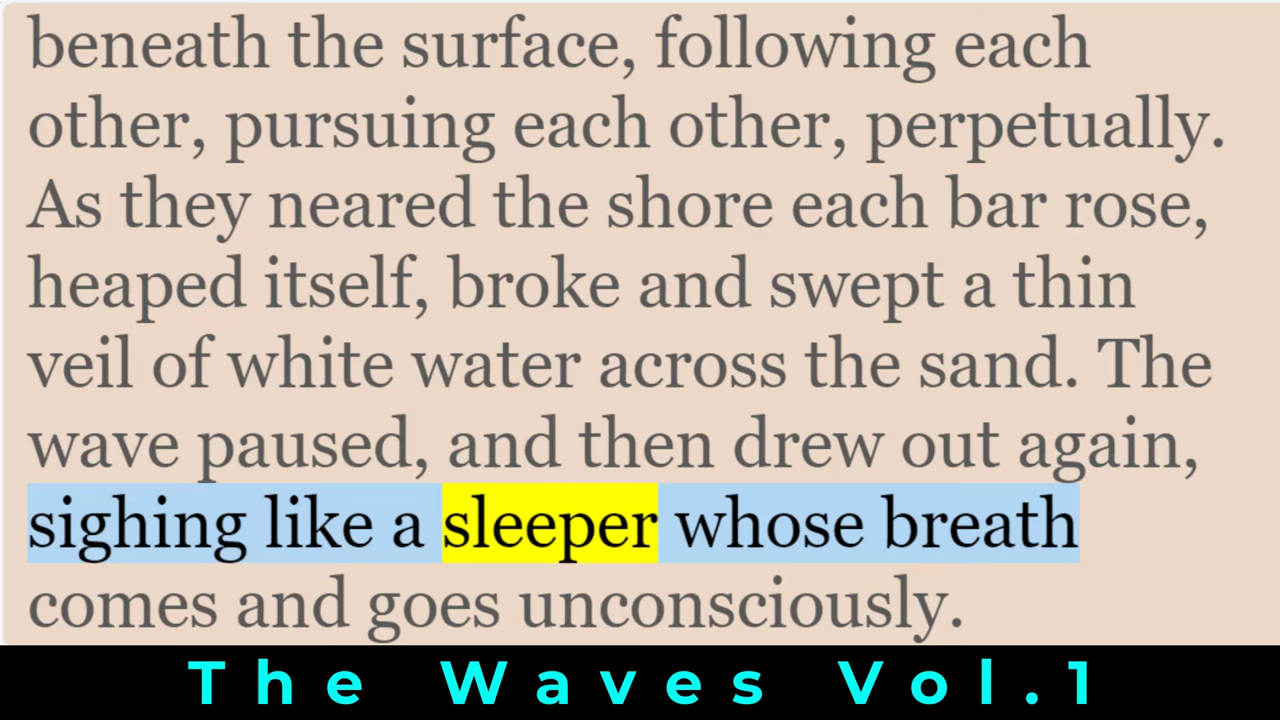 beneath the surface, following each
other, pursuing each other, perpetually.
As they neared the shore each bar rose,
heaped itself, broke and swept a thin
veil of white water across the sand. The
wave paused, and then drew out again,
sighing like a sleeper whose breath
comes and goes unconsciously.
The Waves Vol.1